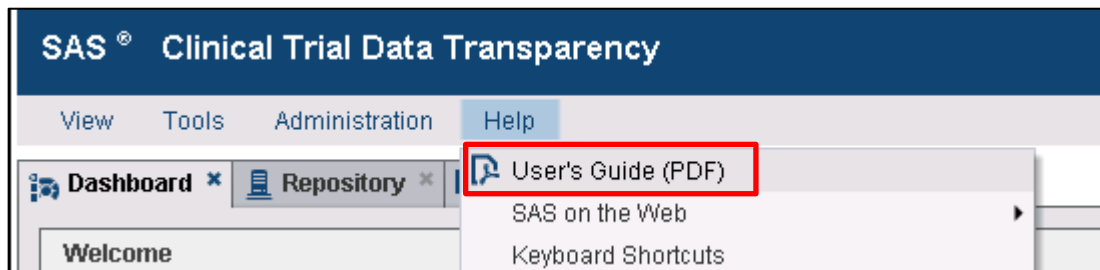 SAS ® Clinical Trial Data Transparency
View Tools Administration Help
User's Guide (PDF)
Dashboard × Repository ×
SAS on the Web
Welcome
Keyboard Shortcuts